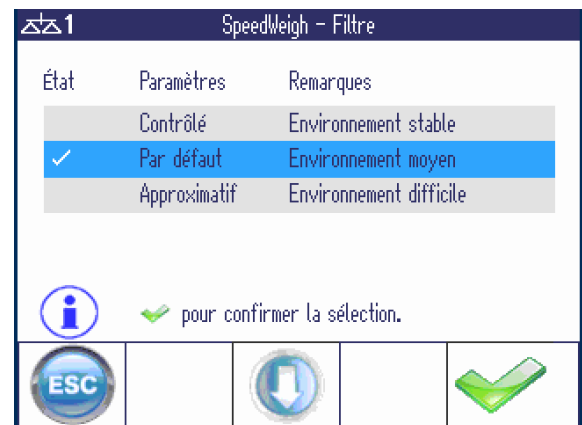 1 SpeedWeigh - Filtre
État Paramètres Remarques
Contrôlé Environnement stable
Par défaut Environnement moyen
Approximatif Environnement difficile
pour confirmer la sélection.
ESC